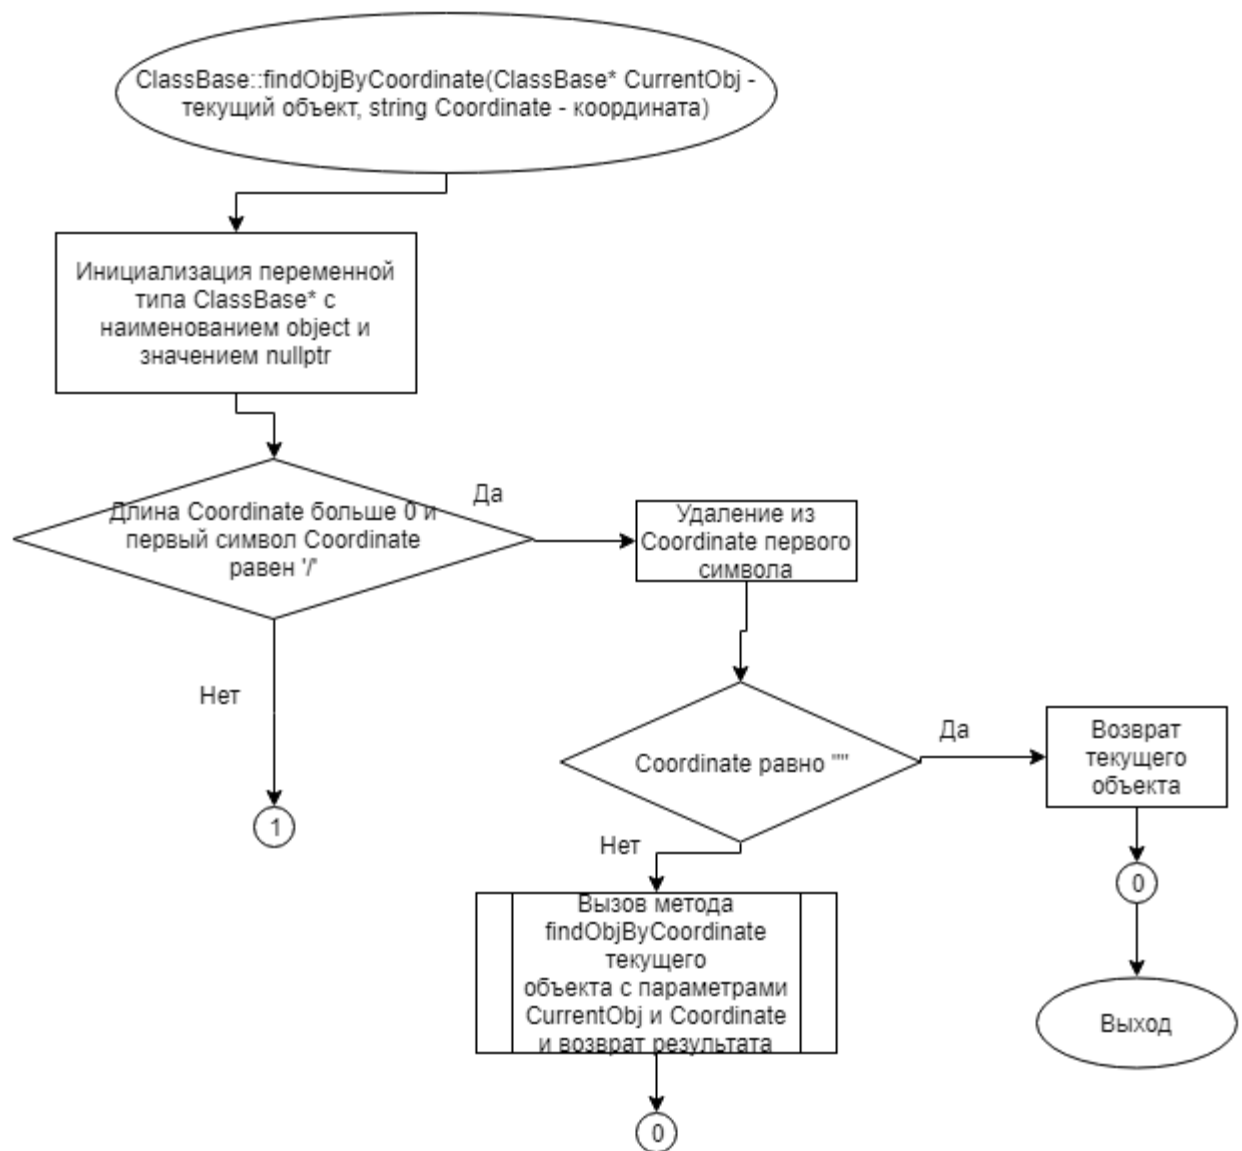 ClassBase::findObjByCoordinate(ClassBase* CurrentObj -
текущий объект, string Coordinate - координата)
Инициализация переменной
типа ClassBase* с
наименованием object и
значением nullptr
Длина Coordinate больше 0 и
первый символ Coordinate
равен '/'
Да
Удаление из
Coordinate первого
символа
Нет
1
Coordinate равно ""
Да
Возврат
текущего
объекта
0
Выход
Нет
Вызов метода
findObjByCoordinate
текущего
объекта с параметрами
CurrentObj и Coordinate
и возврат результата
0